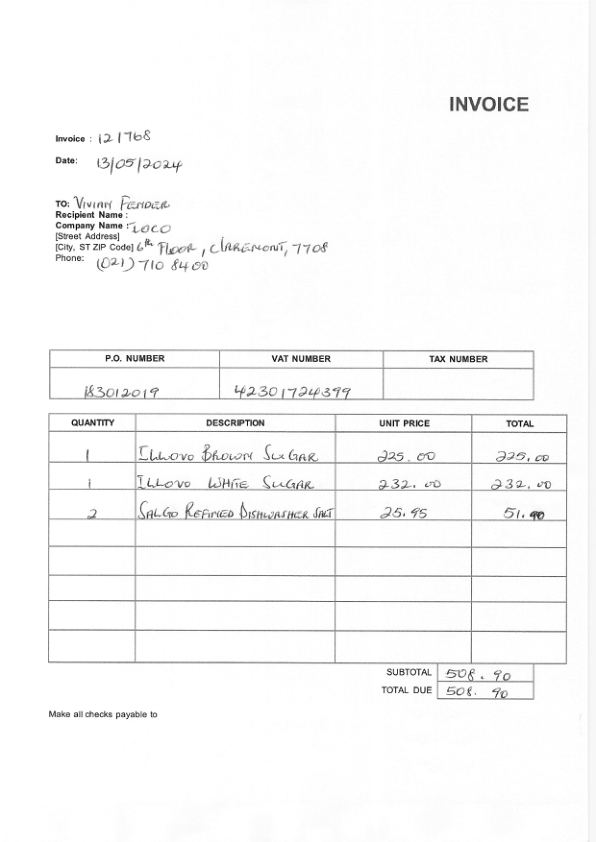 INVOICE
Invoice : 121768
Date: 13/05/2024
TO: VIVIAN FENDER
Recipient Name :
Company Name : LOCO
[Street Address]
[City, ST ZIP Code] 6th FLOOR, CLAREMONT, 7708
Phone: (021) 710 8400
P.O. NUMBER VAT NUMBER TAX NUMBER
183012019 42301724399
QUANTITY DESCRIPTION UNIT PRICE TOTAL
1 ILLOVO BROWN SUGAR 225.00 225.00
1 ILLOVO WHITE SUGAR 232.00 232.00
2 SALGO REFINED DISHWASHER SALT 25.95 51.90
SUBTOTAL 508.90
TOTAL DUE 508.90
Make all checks payable to